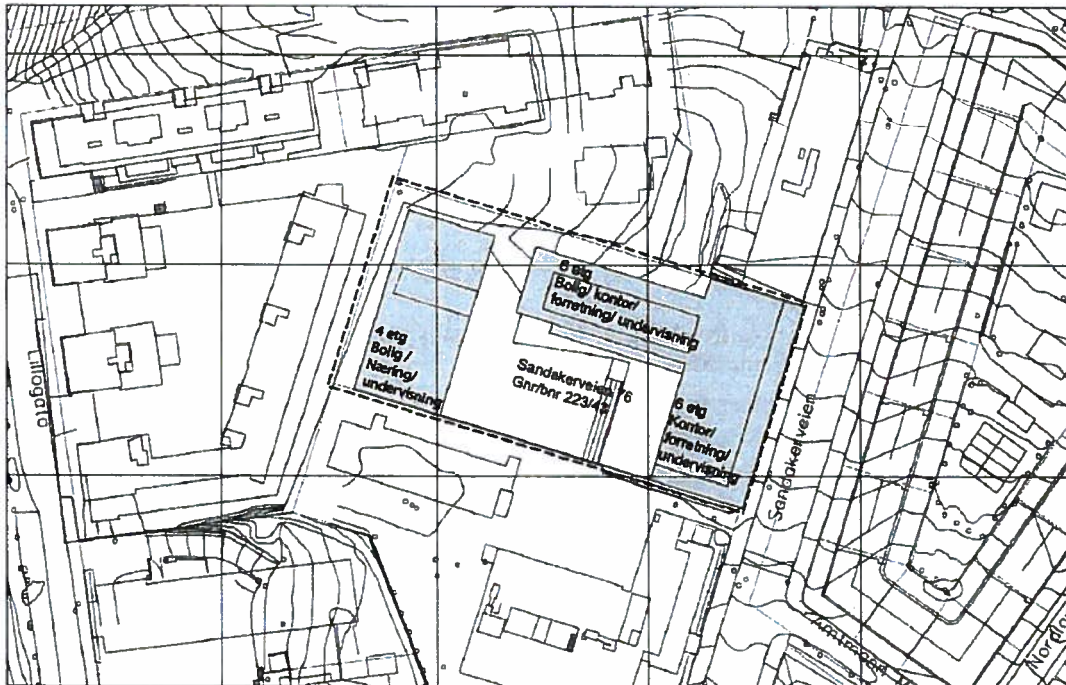 6 etg
Bolig/ kontor/
forretning/ undervisning
4 etg
Bolig /
Næring/
undervisning
Sandakerveien 76
Gnr/bnr 223/43
6 etg
Kontor/
forretning/
undervisning
Lillogata
Sandakerveien